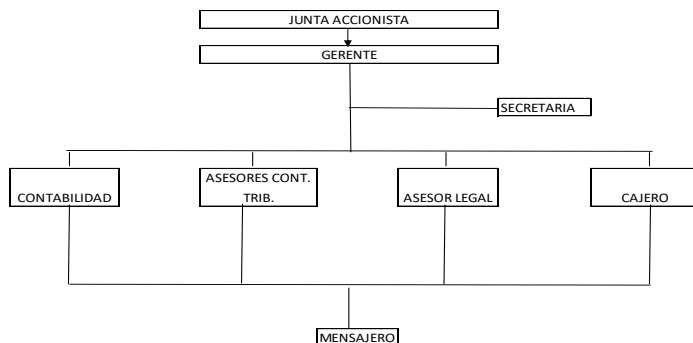 JUNTA ACCIONISTA
GERENTE
SECRETARIA
CONTABILIDAD
ASESORES CONT.
TRIB.
ASESOR LEGAL
CAJERO
MENSAJERO